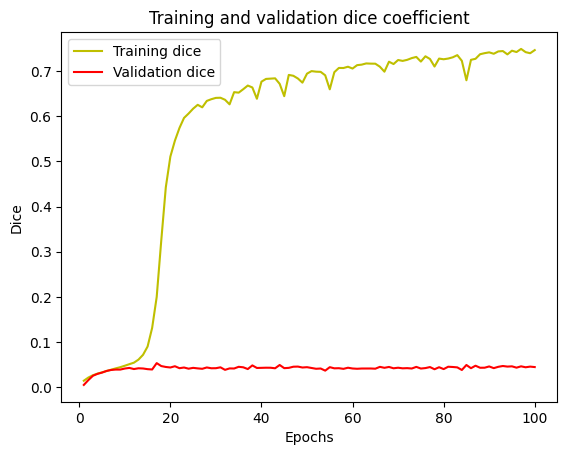 Training and validation dice coefficient
Training dice
Validation dice
Dice
0.7
0.6
0.5
0.4
0.3
0.2
0.1
0.0
0 20 40 60 80 100
Epochs